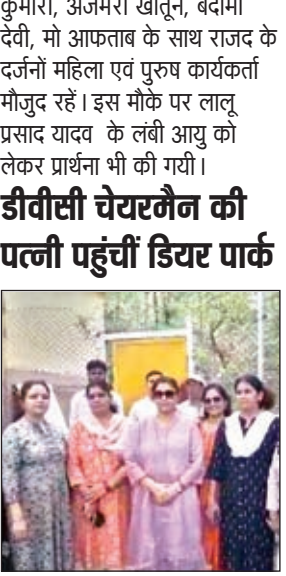 कुमारी, अजमेरी खातून, बदामी
देवी, मो आफताब के साथ राजद के
दर्जनों महिला एवं पुरुष कार्यकर्ता
मौजुद रहें। इस मौके पर लालू
प्रसाद यादव के लंबी आयु को
लेकर प्रार्थना भी की गयी।
डीवीसी चेयरमैन की
पत्नी पहुंचीं डियर पार्क